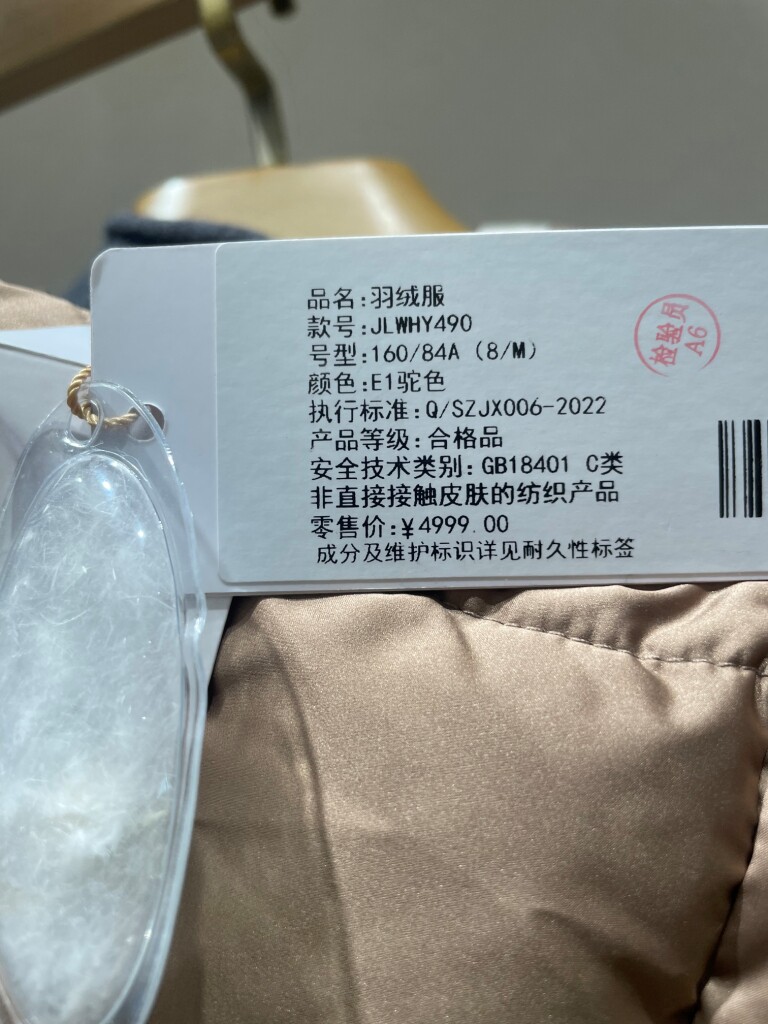 品名:羽绒服
款号:JLWHY490
号型:160/84A（8/M）
颜色:E1驼色
执行标准:Q/SZJX006-2022
产品等级:合格品
安全技术类别:GB18401 C类
非直接接触皮肤的纺织产品
零售价:¥4999.00
成分及维护标识详见耐久性标签
检验员
A6